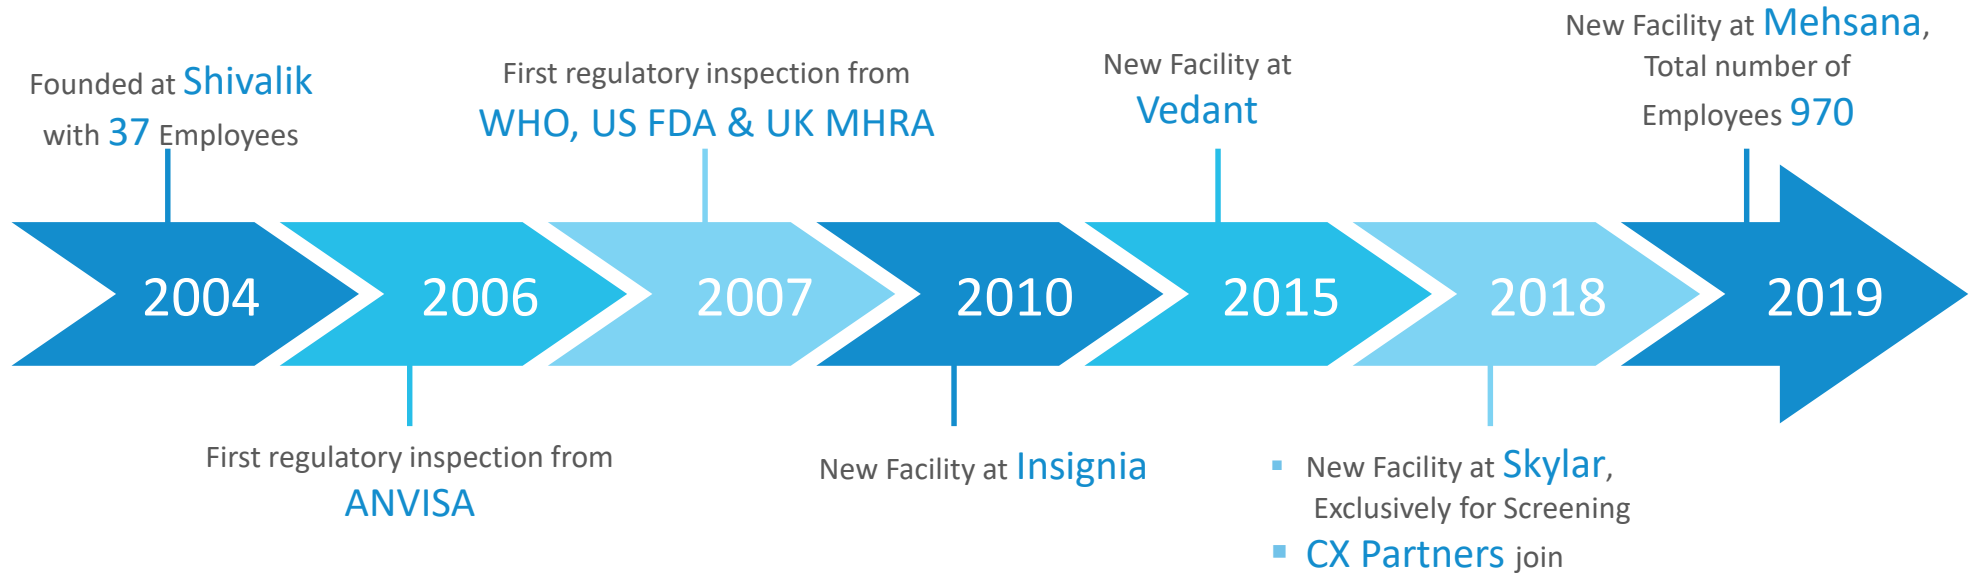 Founded at Shivalik
with 37 Employees
First regulatory inspection from
WHO, US FDA & UK MHRA
New Facility at
Vedant
New Facility at Mehsana,
Total number of
Employees 970
2004
2006
2007
2010
2015
2018
2019
First regulatory inspection from
ANVISA
New Facility at Insignia
▪ New Facility at Skylar,
Exclusively for Screening
▪ CX Partners join